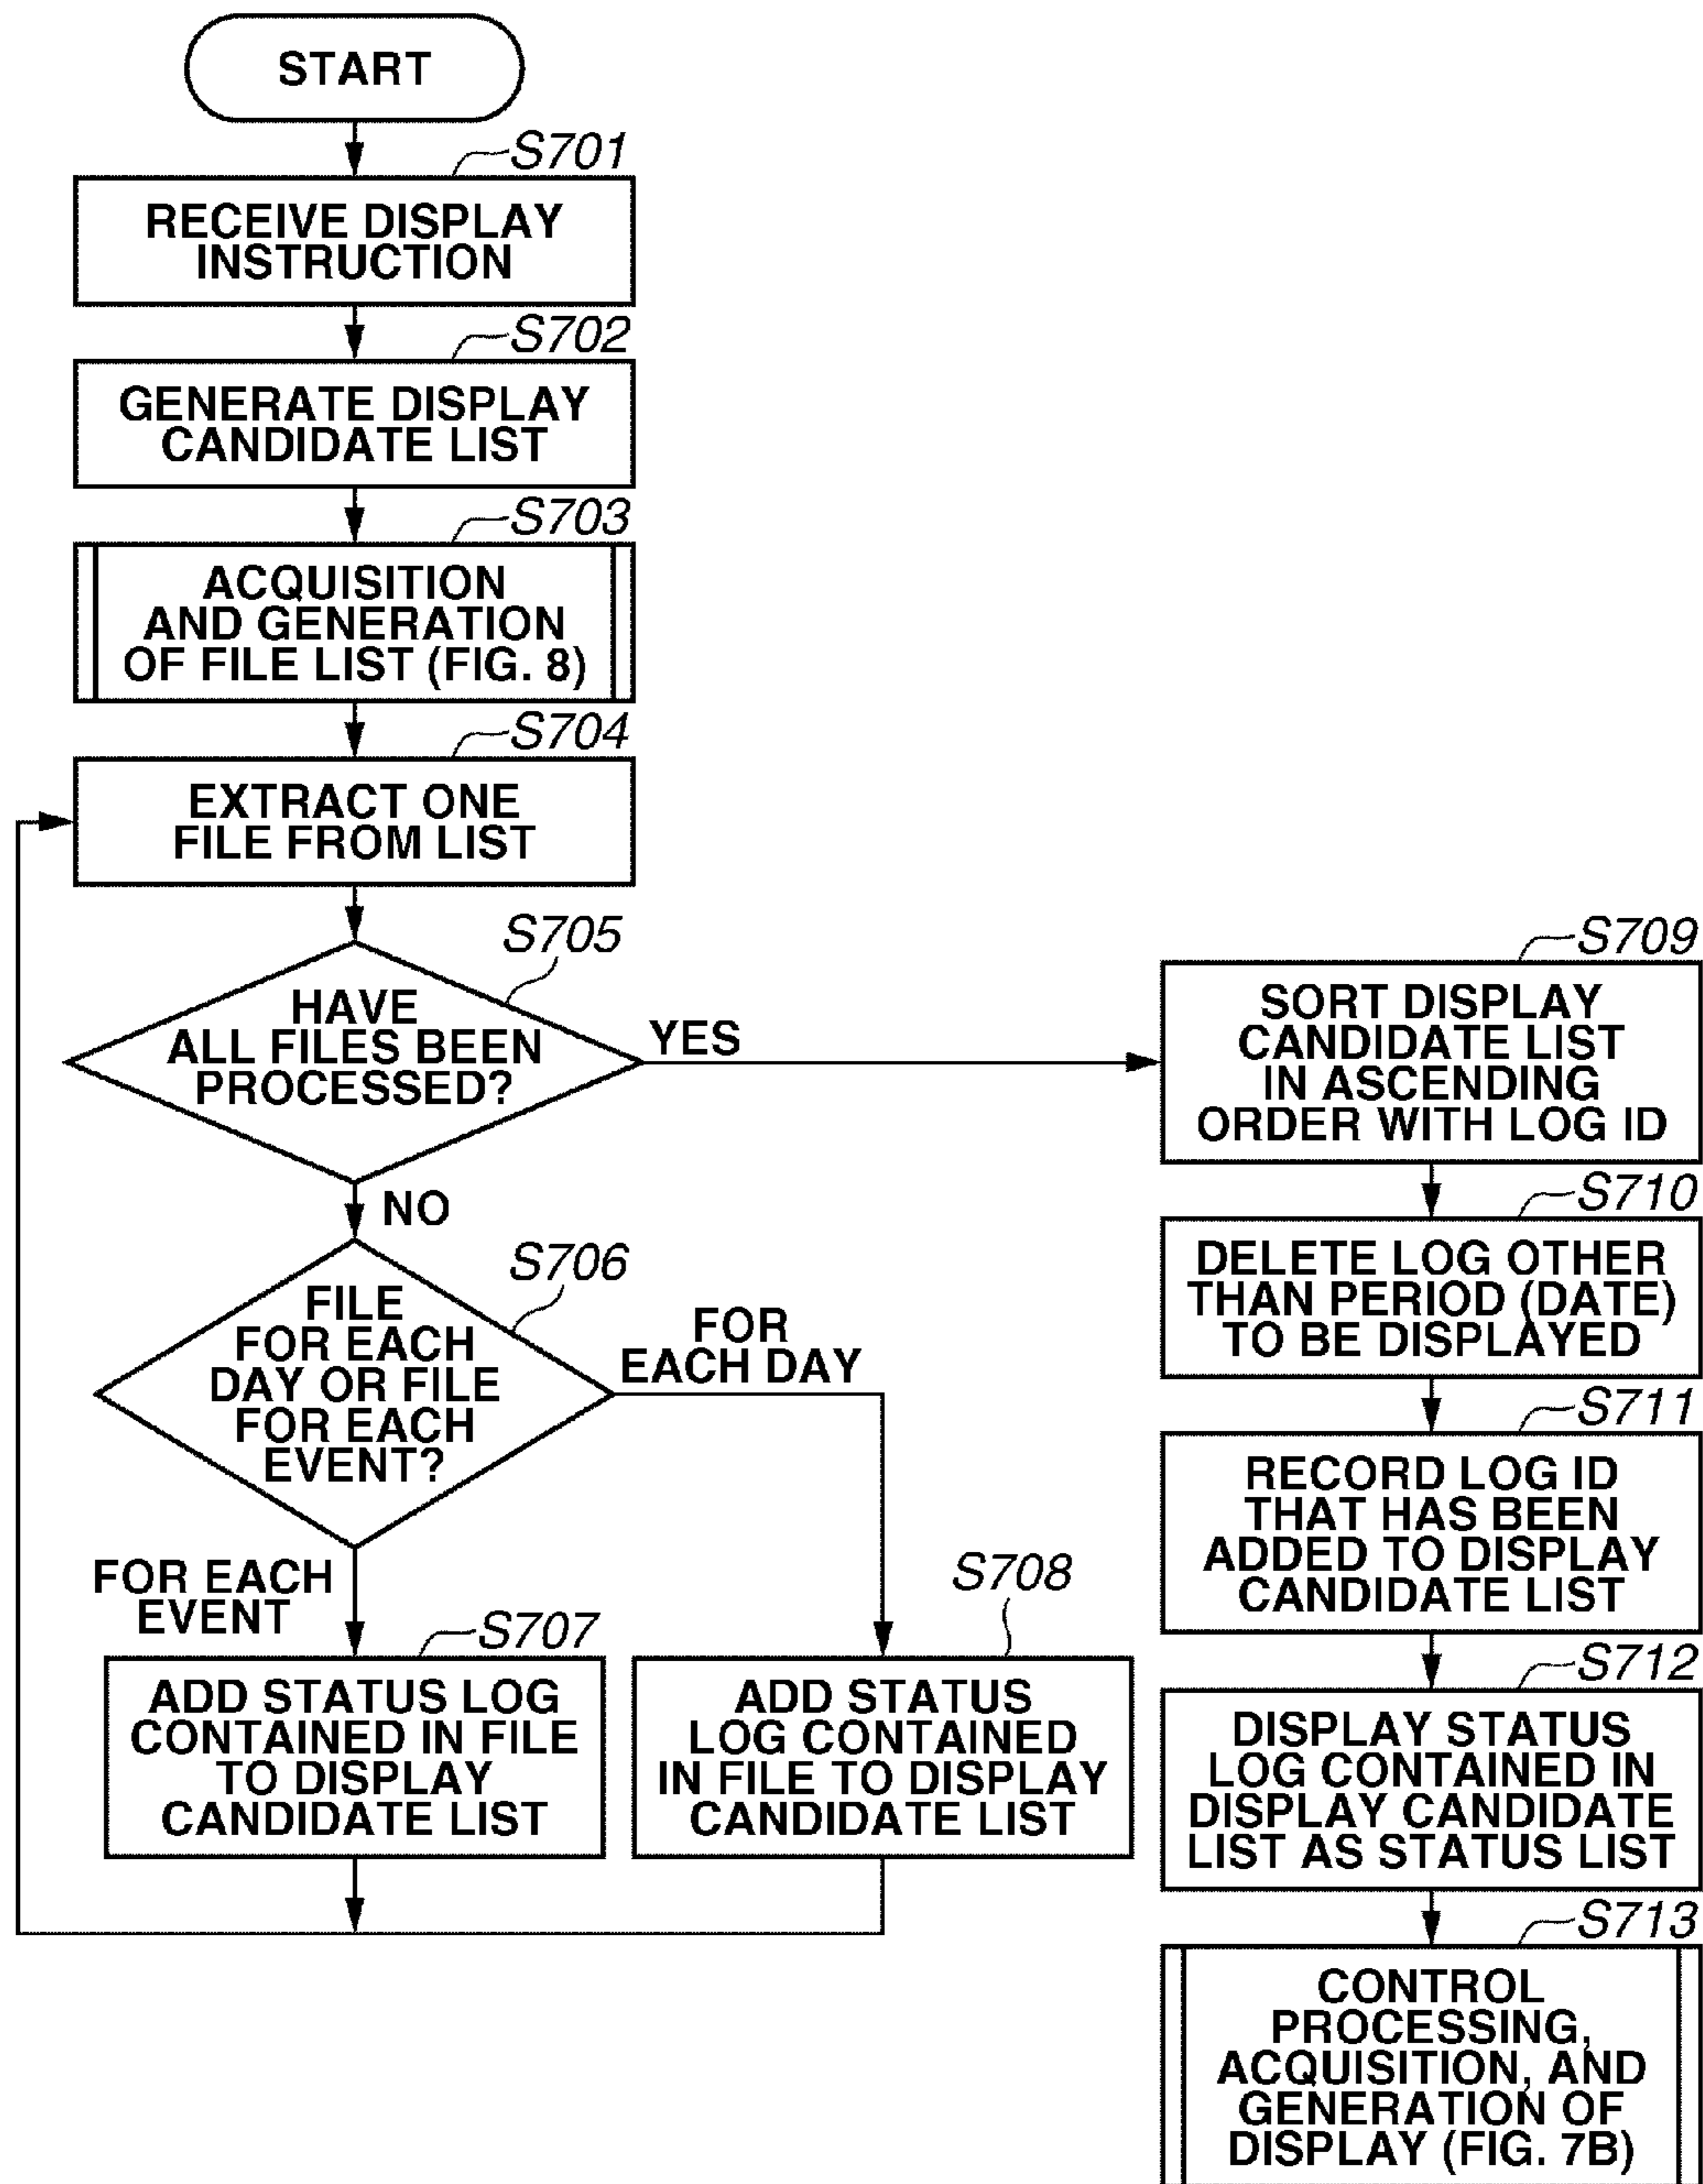 START
S701
RECEIVE DISPLAY
INSTRUCTION
S702
GENERATE DISPLAY
CANDIDATE LIST
S703
ACQUISITION
AND GENERATION
OF FILE LIST (FIG. 8)
S704
EXTRACT ONE
FILE FROM LIST
S705
HAVE
ALL FILES BEEN
PROCESSED?
YES
NO
S706
FILE
FOR EACH
DAY OR FILE
FOR EACH
EVENT?
FOR
EACH DAY
FOR EACH
EVENT
S707
ADD STATUS LOG
CONTAINED IN FILE
TO DISPLAY
CANDIDATE LIST
S708
ADD STATUS
LOG CONTAINED
IN FILE TO DISPLAY
CANDIDATE LIST
S709
SORT DISPLAY
CANDIDATE LIST
IN ASCENDING
ORDER WITH LOG ID
S710
DELETE LOG OTHER
THAN PERIOD (DATE)
TO BE DISPLAYED
S711
RECORD LOG ID
THAT HAS BEEN
ADDED TO DISPLAY
CANDIDATE LIST
S712
DISPLAY STATUS
LOG CONTAINED IN
DISPLAY CANDIDATE
LIST AS STATUS LIST
S713
CONTROL
PROCESSING,
ACQUISITION, AND
GENERATION OF
DISPLAY (FIG. 7B)